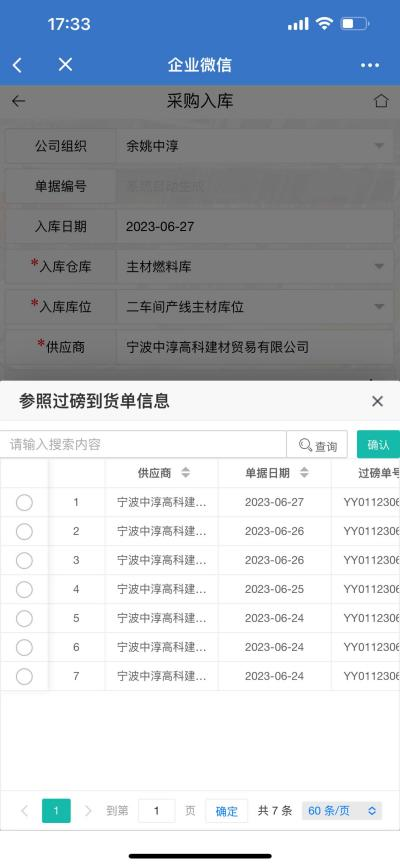 17:33
企业微信
采购入库
公司组织 余姚中淳
单据编号 系统自动生成
入库日期 2023-06-27
*入库仓库 主材燃料库
*入库库位 二车间产线主材库位
*供应商 宁波中淳高科建材贸易有限公司
参照过磅到货单信息
请输入搜索内容 查询 确认
供应商 单据日期 过磅单号
1 宁波中淳高科建... 2023-06-27 YY0112306
2 宁波中淳高科建... 2023-06-26 YY0112306
3 宁波中淳高科建... 2023-06-26 YY0112306
4 宁波中淳高科建... 2023-06-25 YY0112306
5 宁波中淳高科建... 2023-06-24 YY0112306
6 宁波中淳高科建... 2023-06-24 YY0112306
7 宁波中淳高科建... 2023-06-24 YY0112306
1 到第 1 页 确定 共 7 条 60 条/页